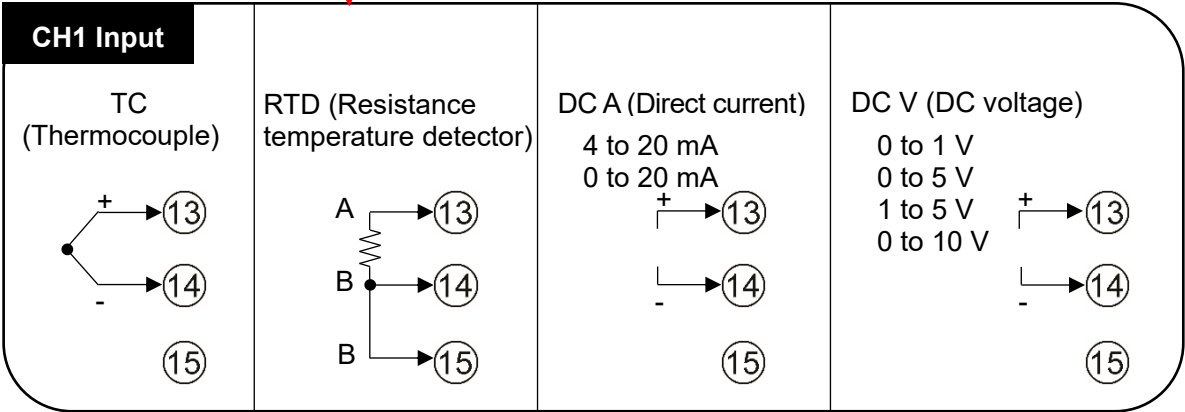 CH1 Input
TC
(Thermocouple)
+
13
-
14
15
RTD (Resistance
temperature detector)
A
13
B
14
B
15
DC A (Direct current)
4 to 20 mA
0 to 20 mA
+
13
-
14
15
DC V (DC voltage)
0 to 1 V
0 to 5 V
1 to 5 V
0 to 10 V
+
13
-
14
15